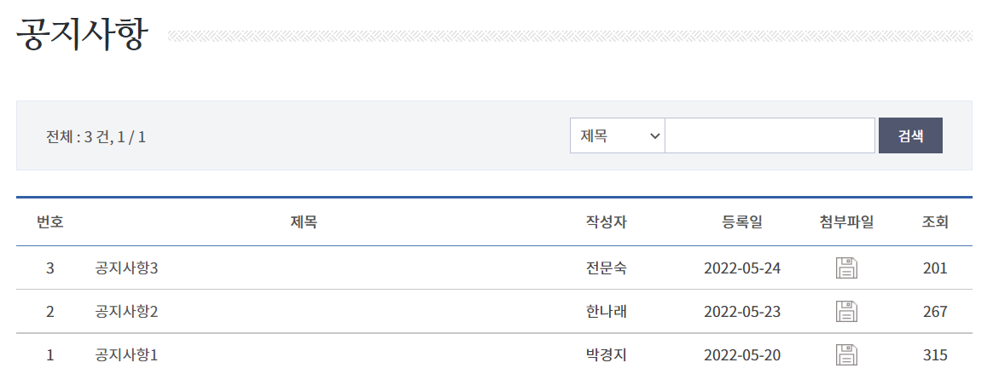 공지사항
전체 : 3 건, 1 / 1 제목 검색
번호 제목 작성자 등록일 첨부파일 조회
3 공지사항3 전문숙 2022-05-24 201
2 공지사항2 한나래 2022-05-23 267
1 공지사항1 박경지 2022-05-20 315